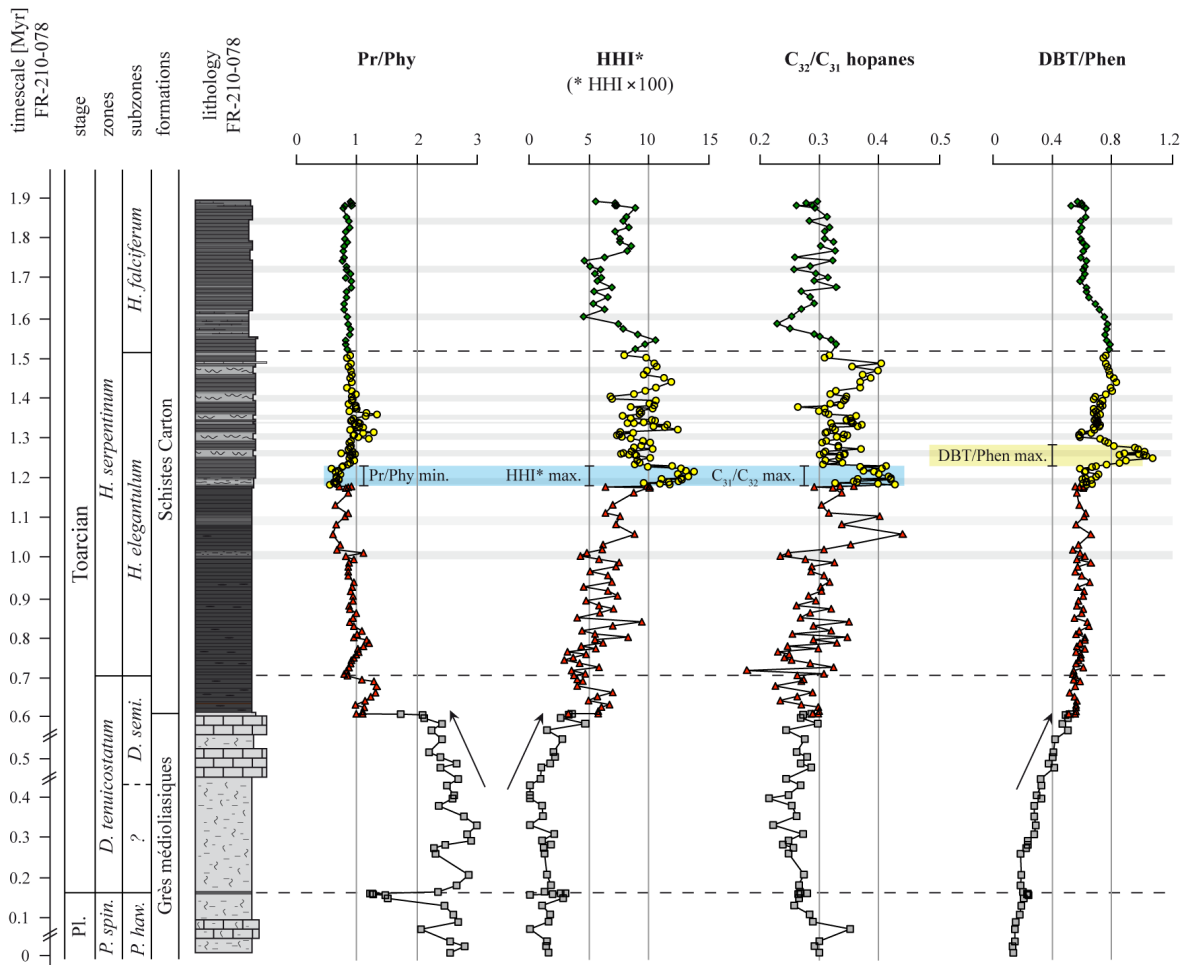 timescale [Myr]
FR-210-078
stage
zones
subzones
formations
lithology
FR-210-078
Pr/Phy
HHI*
(* HHI×100)
C32/C31 hopanes
DBT/Phen
0 1 2 3
0 5 10 15
0.2 0.3 0.4 0.5
0 0.4 0.8 1.2
1.9
1.8
1.7
1.6
1.5
1.4
1.3
1.2
1.1
1.0
0.9
0.8
0.7
0.6
0.5
0.4
0.3
0.2
0.1
0
Toarcian
Pl.
H. serpentinum
D. tenuicostatum
P. spin.
H. falciferum
H. elegantulum
D. semi.
?
P. haw.
Schistes Carton
Grès médioliasiques
Pr/Phy min.
HHI* max.
C31/C32 max.
DBT/Phen max.